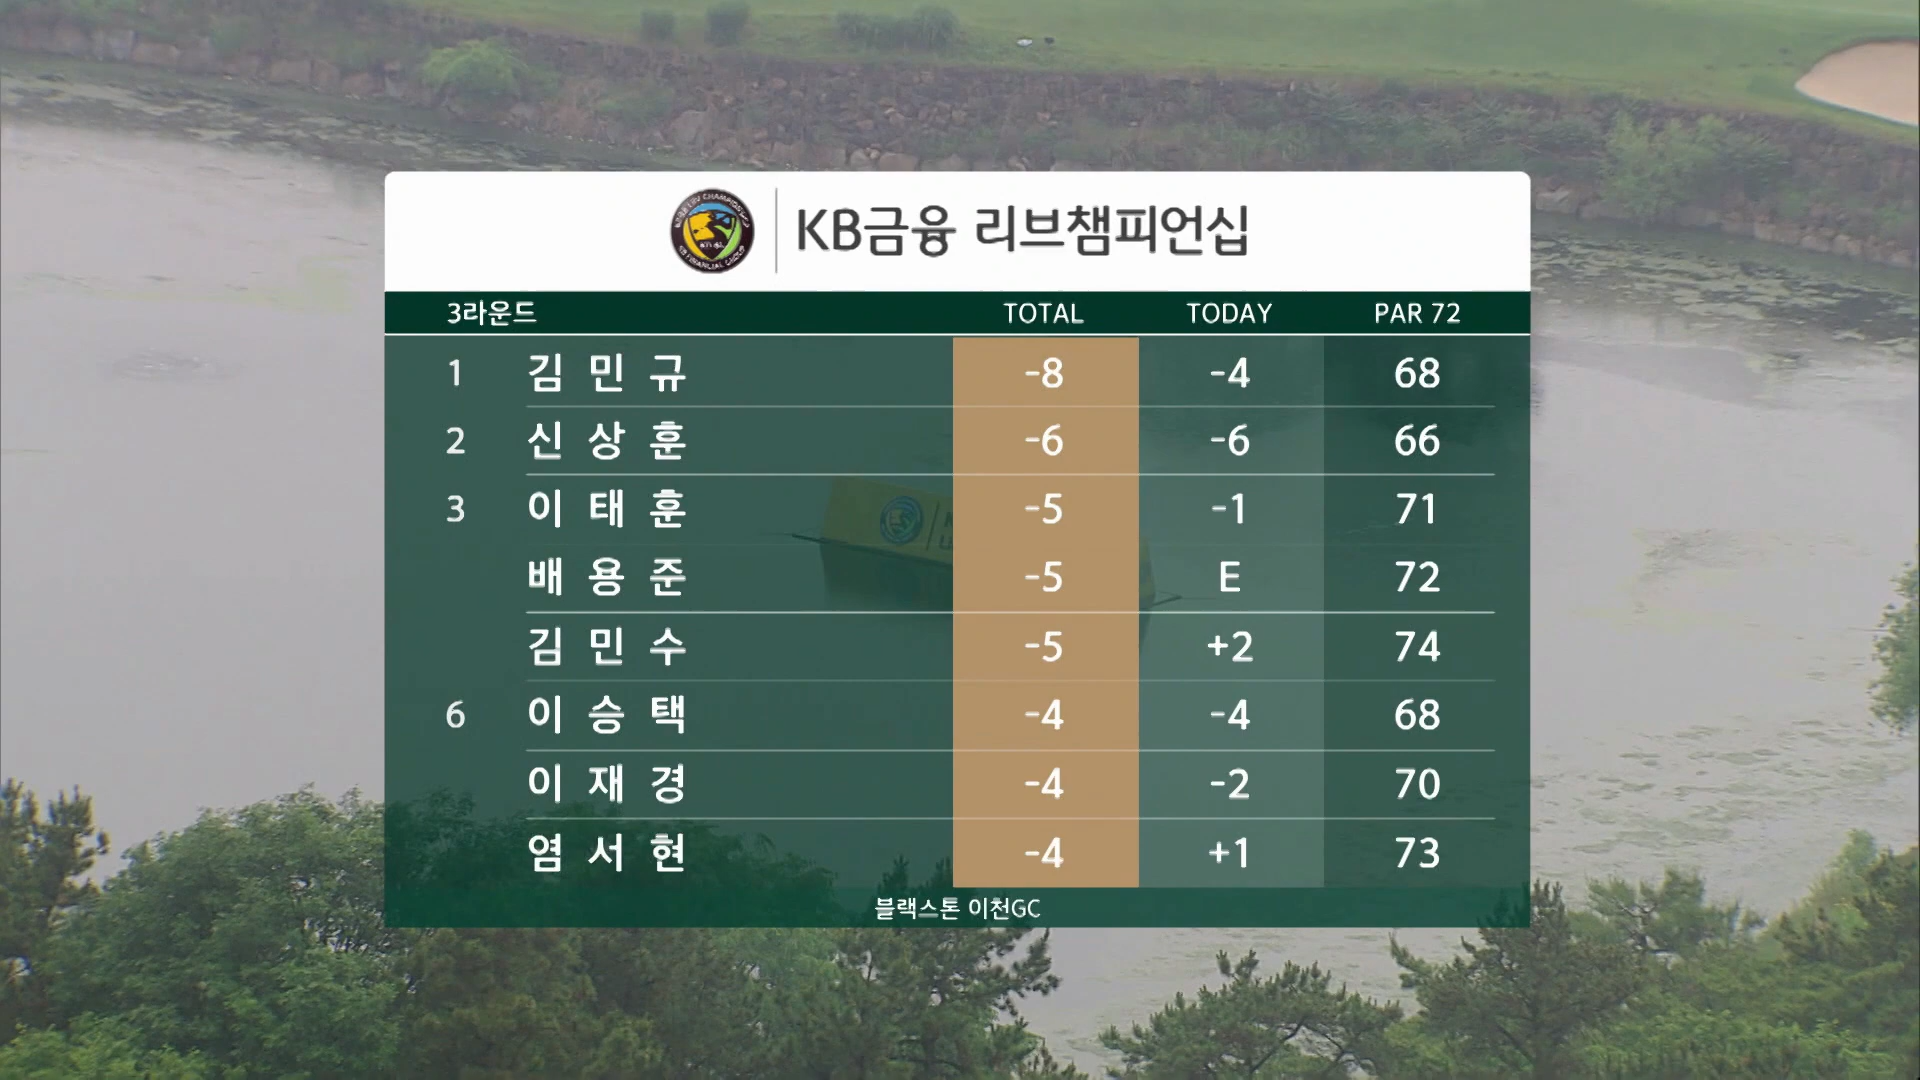 KB금융 리브챔피언십
3라운드 TOTAL TODAY PAR 72
1 김민규 -8 -4 68
2 신상훈 -6 -6 66
3 이태훈 -5 -1 71
배용준 -5 E 72
김민수 -5 +2 74
6 이승택 -4 -4 68
이재경 -4 -2 70
염서현 -4 +1 73
블랙스톤 이천GC